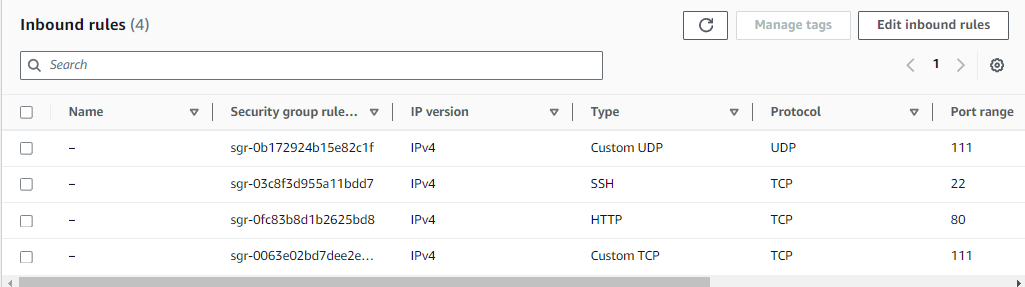 Inbound rules (4)
Manage tags
Edit inbound rules
Search
1
Name Security group rule... IP version Type Protocol Port range
– sgr-0b172924b15e82c1f IPv4 Custom UDP UDP 111
– sgr-03c8f3d955a11bdd7 IPv4 SSH TCP 22
– sgr-0fc83b8d1b2625bd8 IPv4 HTTP TCP 80
– sgr-0063e02bd7dee2e... IPv4 Custom TCP TCP 111